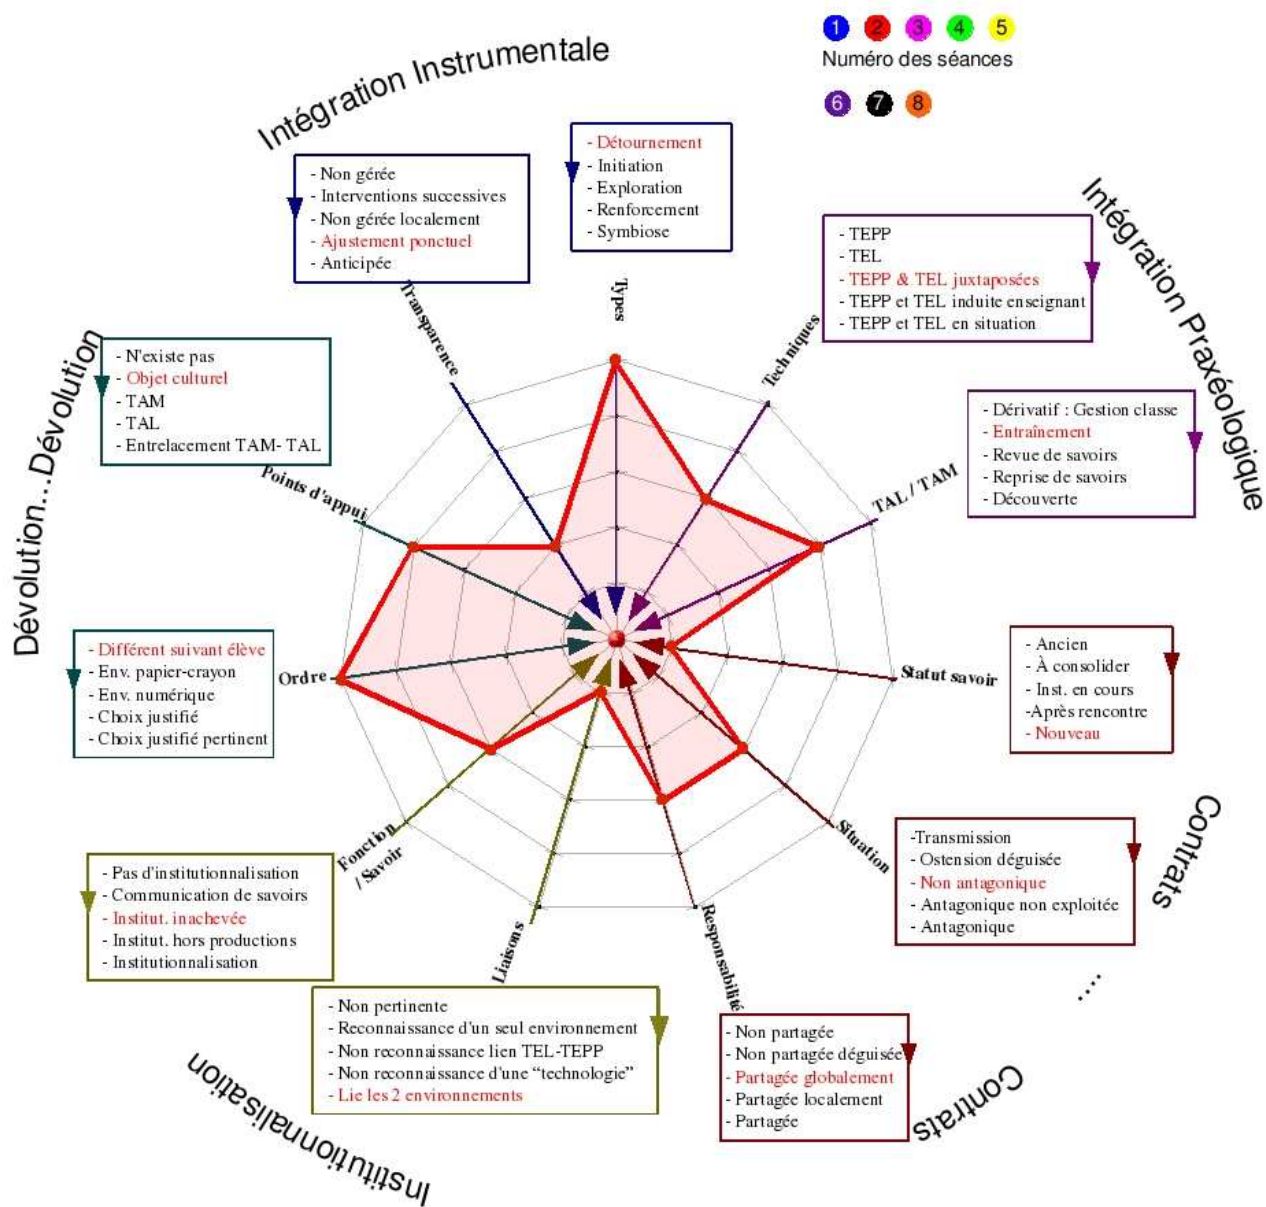 1 2 3 4 5
Numéro des séances
6 7 8
Intégration Instrumentale
- Non gérée
- Interventions successives
- Non gérée localement
- Ajustement ponctuel
- Anticipée
Transparence
- Détournement
- Initiation
- Exploration
- Renforcement
- Symbiose
Types
Intégration Praxéologique
- TEPP
- TEL
- TEPP & TEL juxtaposées
- TEPP et TEL induite enseignant
- TEPP et TEL en situation
Techniques
- Dérivatif : Gestion classe
- Entraînement
- Revue de savoirs
- Reprise de savoirs
- Découverte
TAL / TAM
Dévolution...Dévolution
- N'existe pas
- Objet culturel
- TAM
- TAL
- Entrelacement TAM- TAL
Points d'appui
- Différent suivant élève
- Env. papier-crayon
- Env. numérique
- Choix justifié
- Choix justifié pertinent
Ordre
- Ancien
- À consolider
- Inst. en cours
-Après rencontre
- Nouveau
Statut savoir
Contrats
....
Contrats
-Transmission
- Ostension déguisée
- Non antagonique
- Antagonique non exploitée
- Antagonique
Situation
- Non partagée
- Non partagée déguisée
- Partagée globalement
- Partagée localement
- Partagée
Responsabilité
Institutionnalisation
- Pas d'institutionnalisation
- Communication de savoirs
- Institut. inachevée
- Institut. hors productions
- Institutionnalisation
Fonction
/ Savoir
- Non pertinente
- Reconnaissance d'un seul environnement
- Non reconnaissance lien TEL-TEPP
- Non reconnaissance d'une “technologie”
- Lie les 2 environnements
Liaisons